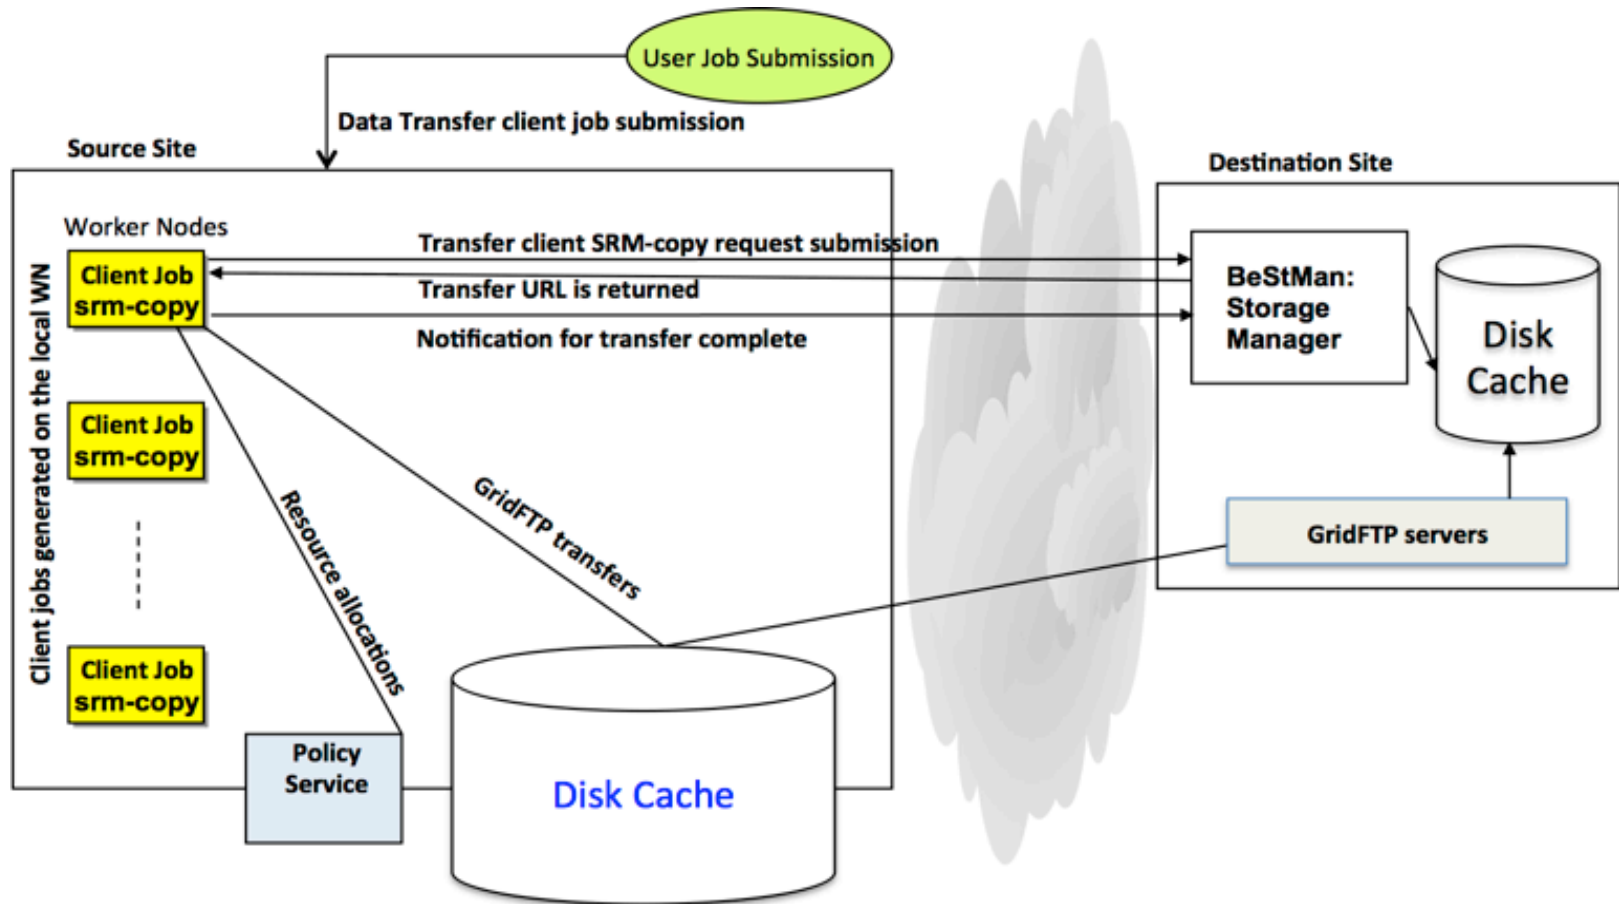 User Job Submission
Data Transfer client job submission
Source Site
Destination Site
Worker Nodes
Client jobs generated on the local WN
Client Job
srm-copy
Transfer client SRM-copy request submission
Transfer URL is returned
Notification for transfer complete
BeStMan:
Storage
Manager
Disk
Cache
Client Job
srm-copy
Resource allocations
GridFTP transfers
GridFTP servers
Client Job
srm-copy
Policy
Service
Disk Cache